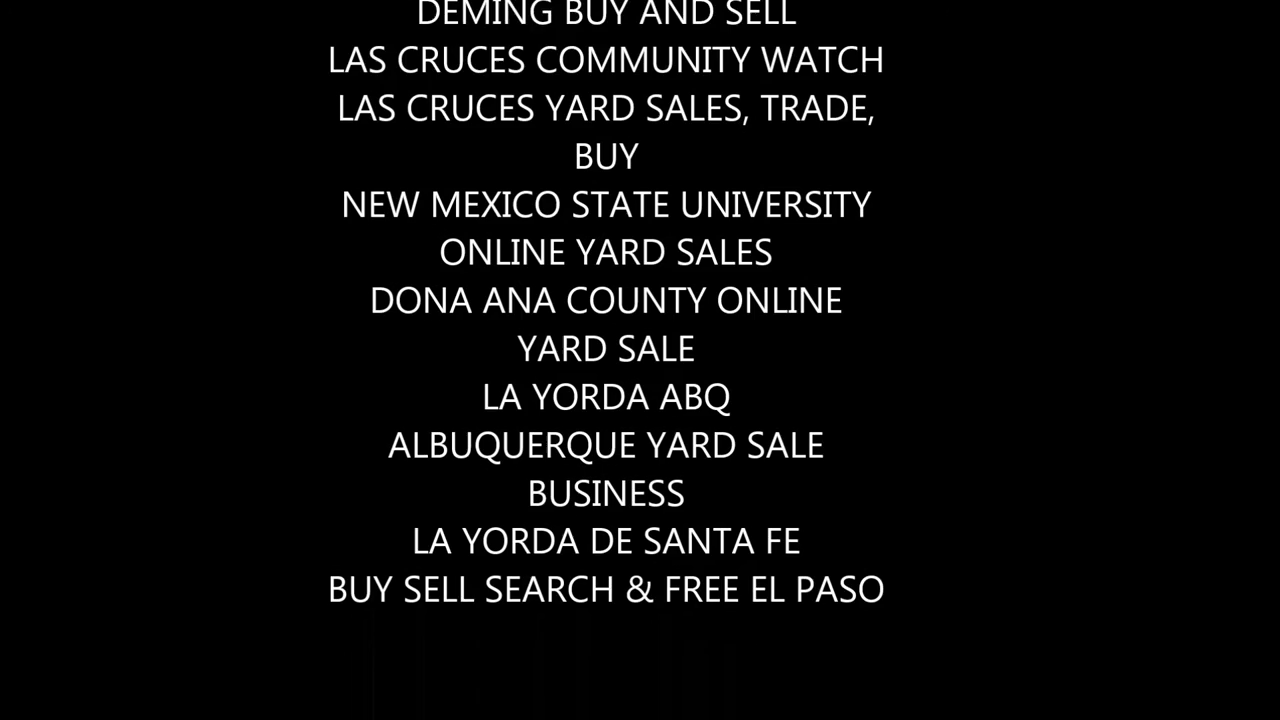 DEMING BUY AND SELL
LAS CRUCES COMMUNITY WATCH
LAS CRUCES YARD SALES, TRADE,
BUY
NEW MEXICO STATE UNIVERSITY
ONLINE YARD SALES
DONA ANA COUNTY ONLINE
YARD SALE
LA YORDA ABQ
ALBUQUERQUE YARD SALE
BUSINESS
LA YORDA DE SANTA FE
BUY SELL SEARCH & FREE EL PASO